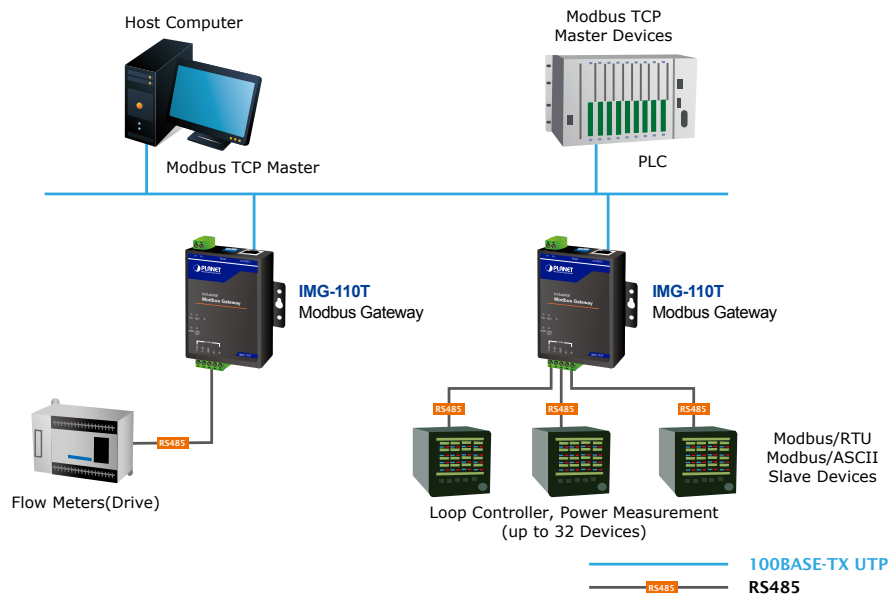 Host Computer
Modbus TCP
Master Devices
Modbus TCP Master
PLC
PLANET
Industrial
Modbus Gateway
IMG-110T
Modbus Gateway
PLANET
Industrial
Modbus Gateway
IMG-110T
Modbus Gateway
RS485
RS485
RS485
RS485
Modbus/RTU
Modbus/ASCII
Slave Devices
Flow Meters(Drive)
Loop Controller, Power Measurement
(up to 32 Devices)
100BASE-TX UTP
RS485
RS485